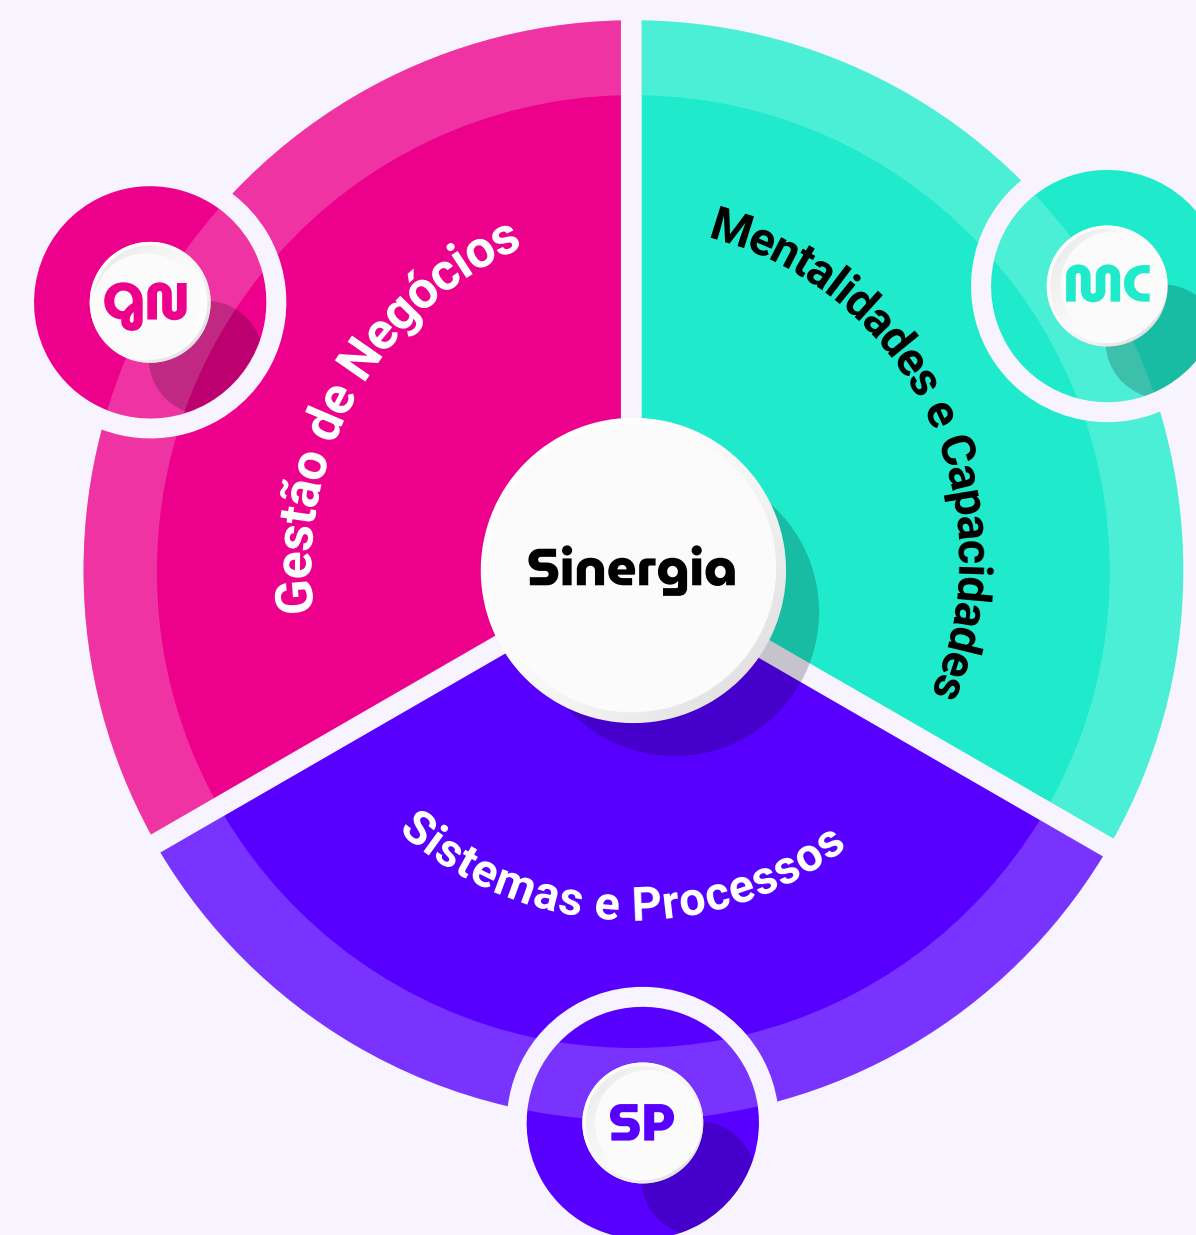 Gestão de Negócios
Mentalidades e Capacidades
gN
mc
Sinergia
Sistemas e Processos
SP